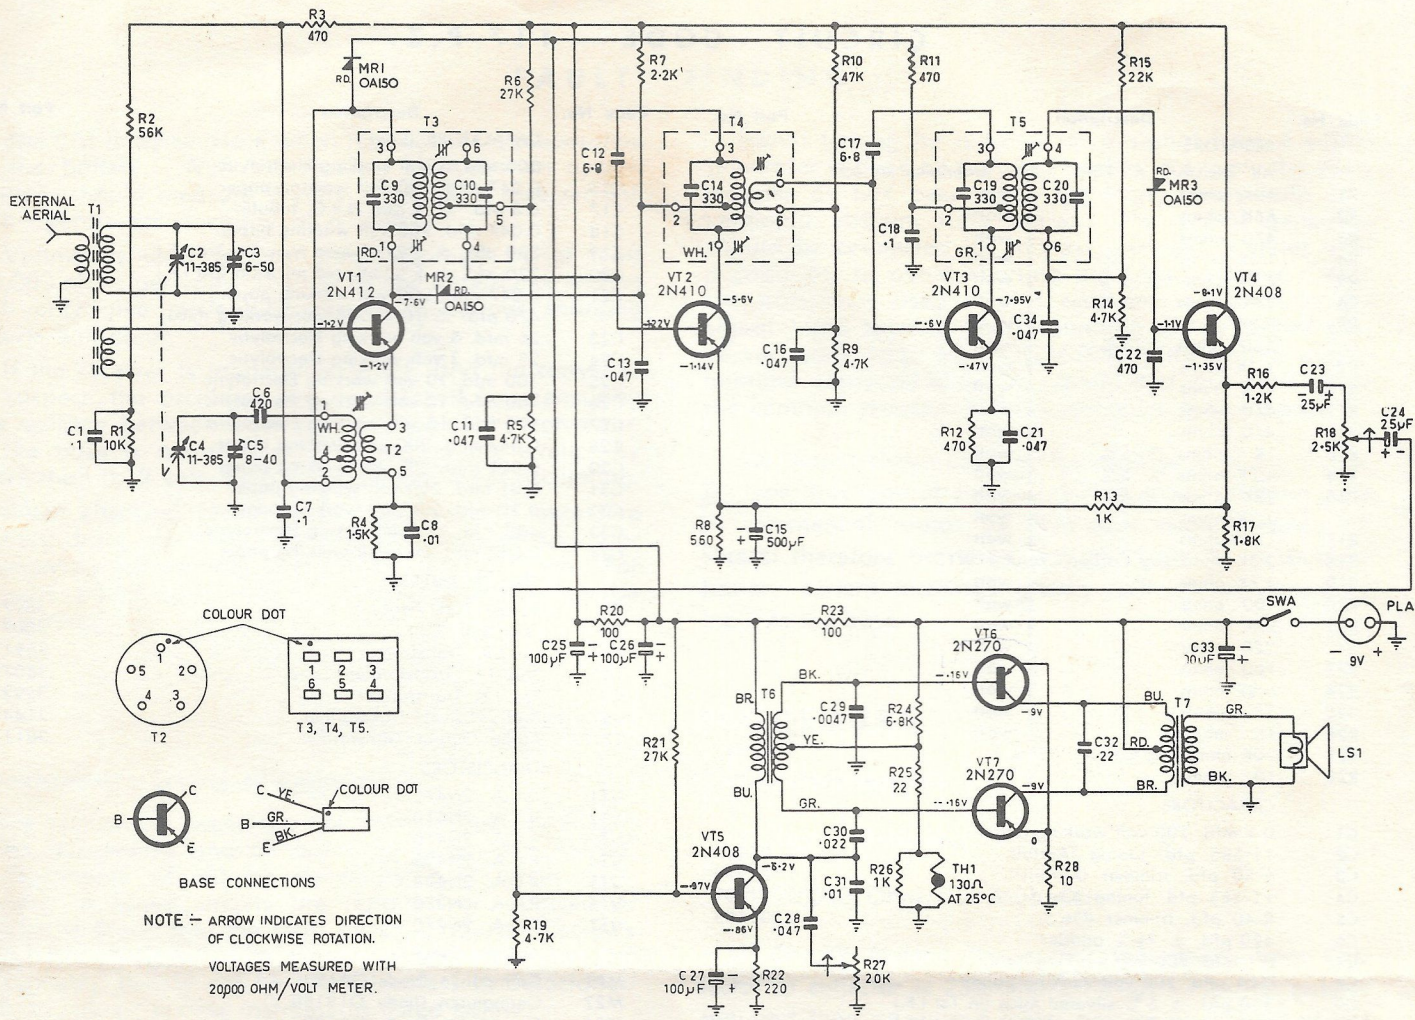 R3
470
R2
56K
MR1
RD.
OA150
R6
27K
R7
2.2K
R10
47K
R11
470
R15
22K
T3
3
6
C9
330
C10
330
5
1
4
RD.
C12
6·8
T4
3
C14
330
4
2
6
1
WH.
C17
6·8
C18
·1
T5
3
4
C19
330
C20
330
2
1
6
GR.
RD.
MR3
OA150
EXTERNAL
AERIAL
T1
C2
11-385
C3
6-50
VT1
2N412
-7·6V
-1·2V
-1·2V
MR2
RD.
OA150
VT2
2N410
-5·6V
-1·14V
C13
·047
C16
·047
R9
4·7K
VT3
2N410
-7·95V
-·6V
-·47V
C34
·047
R14
4·7K
C22
470
VT4
2N408
-9·1V
-1·1V
-1·35V
R16
1·2K
C23
25µF
- +
R18
2·5K
C24
25µF
+ -
C1
·1
R1
10K
C4
11-385
C5
8-40
C6
420
1
WH.
4
2
T2
3
5
C7
·1
R4
1·5K
C8
·01
C11
·047
R5
4·7K
R12
470
C21
·047
R8
560
-
+
C15
500µF
R13
1K
R17
1·8K
COLOUR DOT
1
2
3
4
5
T2
1 2 3
6 5 4
T3, T4, T5.
C
B
E
C YE.
B GR.
E BK.
COLOUR DOT
BASE CONNECTIONS
NOTE :- ARROW INDICATES DIRECTION
OF CLOCKWISE ROTATION.
VOLTAGES MEASURED WITH
20,000 OHM/VOLT METER.
R20
100
C25
100µF
-
+
C26
100µF
-
+
R23
100
R21
27K
BR.
T6
BU.
BK.
YE.
GR.
C29
·0047
R24
6·8K
R25
22
VT6
2N270
-·16V
-9V
VT7
2N270
-·16V
-9V
0
C30
·022
C31
·01
R26
1K
TH1
130Ω
AT 25°C
R28
10
VT5
2N408
-·97V
-·86V
R19
4·7K
C27
100µF
-
+
R22
220
C28
·047
R27
20K
SWA
PLA
- 9V +
C33
-
+
C32
·22
BU.
T7
RD.
BR.
GR.
BK.
LS1